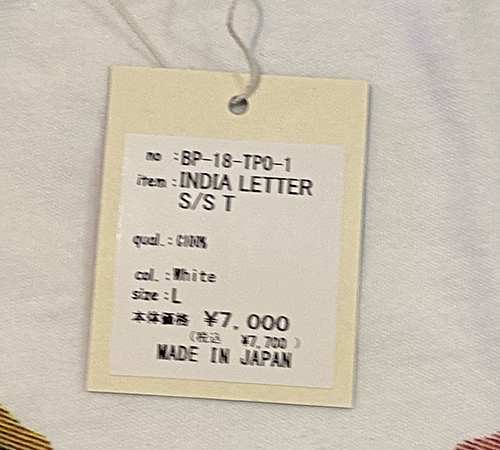 no :BP-18-TPO-1
item:INDIA LETTER
S/S T
qual.:C100%
col.:White
size:L
本体価格 ¥7,000
(税込 ¥7,700)
MADE IN JAPAN